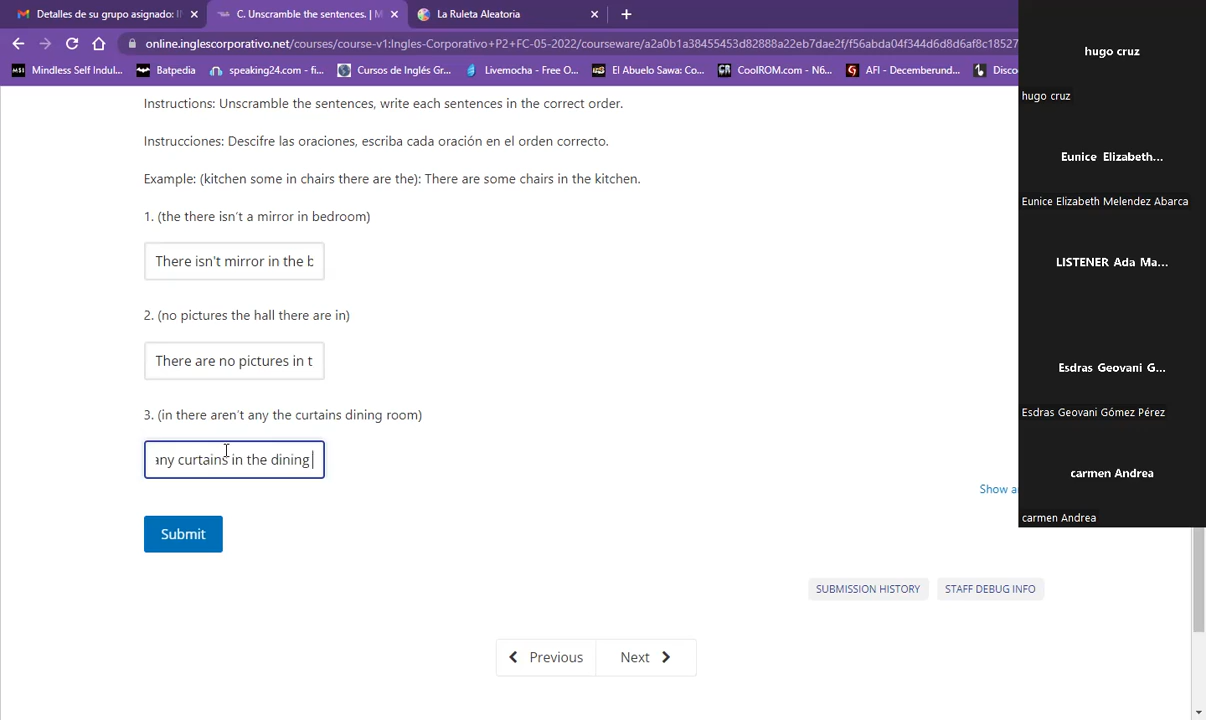 Detalles de su grupo asignado: I
C. Unscramble the sentences. | M
La Ruleta Aleatoria
online.inglescorporativo.net/courses/course-v1:Ingles-Corporativo+P2+FC-05-2022/courseware/a2a0b1a38455453d82888a22eb7dae2f/f56abda04f344d6d8d6af8c18527
Mindless Self Indul...
Batpedia
speaking24.com - fi...
Cursos de Inglés Gr...
Livemocha - Free O...
El Abuelo Sawa: Co...
CoolROM.com - N6...
AFI - Decemberund...
Disco
Instructions: Unscramble the sentences, write each sentences in the correct order.
Instrucciones: Descifre las oraciones, escriba cada oración en el orden correcto.
Example: (kitchen some in chairs there are the): There are some chairs in the kitchen.
1. (the there isn't a mirror in bedroom)
There isn't mirror in the b
2. (no pictures the hall there are in)
There are no pictures in t
3. (in there aren't any the curtains dining room)
any curtains in the dining
Show a
Submit
SUBMISSION HISTORY
STAFF DEBUG INFO
Previous
Next
hugo cruz
hugo cruz
Eunice Elizabeth...
Eunice Elizabeth Melendez Abarca
LISTENER Ada Ma...
Esdras Geovani G...
Esdras Geovani Gómez Pérez
carmen Andrea
carmen Andrea